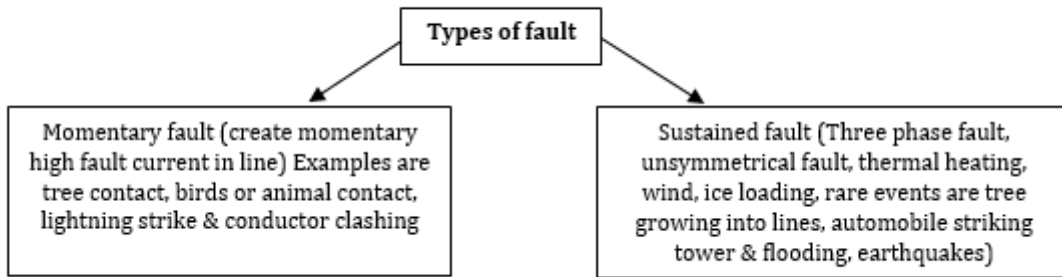 Types of fault
Momentary fault (create momentary
high fault current in line) Examples are
tree contact, birds or animal contact,
lightning strike & conductor clashing
Sustained fault (Three phase fault,
unsymmetrical fault, thermal heating,
wind, ice loading, rare events are tree
growing into lines, automobile striking
tower & flooding, earthquakes)